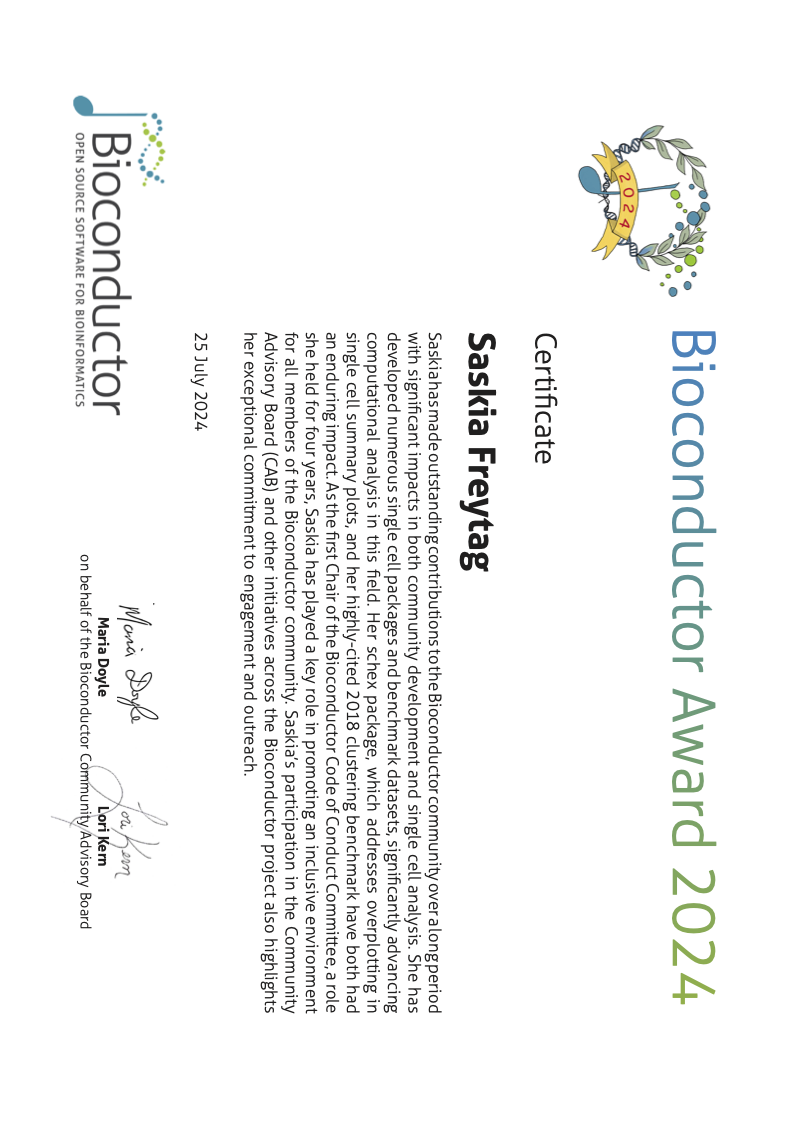 2024
Bioconductor Award 2024
Certificate
Saskia Freytag
Saskia has made outstanding contributions to the Bioconductor community over a long period
with significant impacts in both community development and single cell analysis. She has
developed numerous single cell packages and benchmark datasets, significantly advancing
computational analysis in this field. Her schex package, which addresses overplotting in
single cell summary plots, and her highly-cited 2018 clustering benchmark have both had
an enduring impact. As the first Chair of the Bioconductor Code of Conduct Committee, a role
she held for four years, Saskia has played a key role in promoting an inclusive environment
for all members of the Bioconductor community. Saskia’s participation in the Community
Advisory Board (CAB) and other initiatives across the Bioconductor project also highlights
her exceptional commitment to engagement and outreach.
25 July 2024
Bioconductor
OPEN SOURCE SOFTWARE FOR BIOINFORMATICS
Maria Doyle
Lori Kern
Maria Doyle
Lori Kern
on behalf of the Bioconductor Community Advisory Board